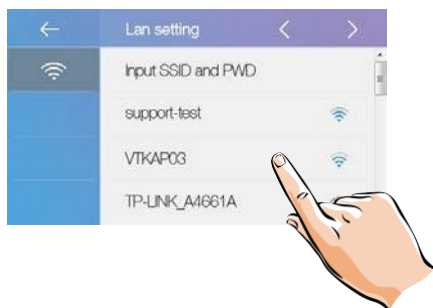 Lan setting
Input SSID and PWD
support-test
VTKAP03
TP-LINK_A4661A